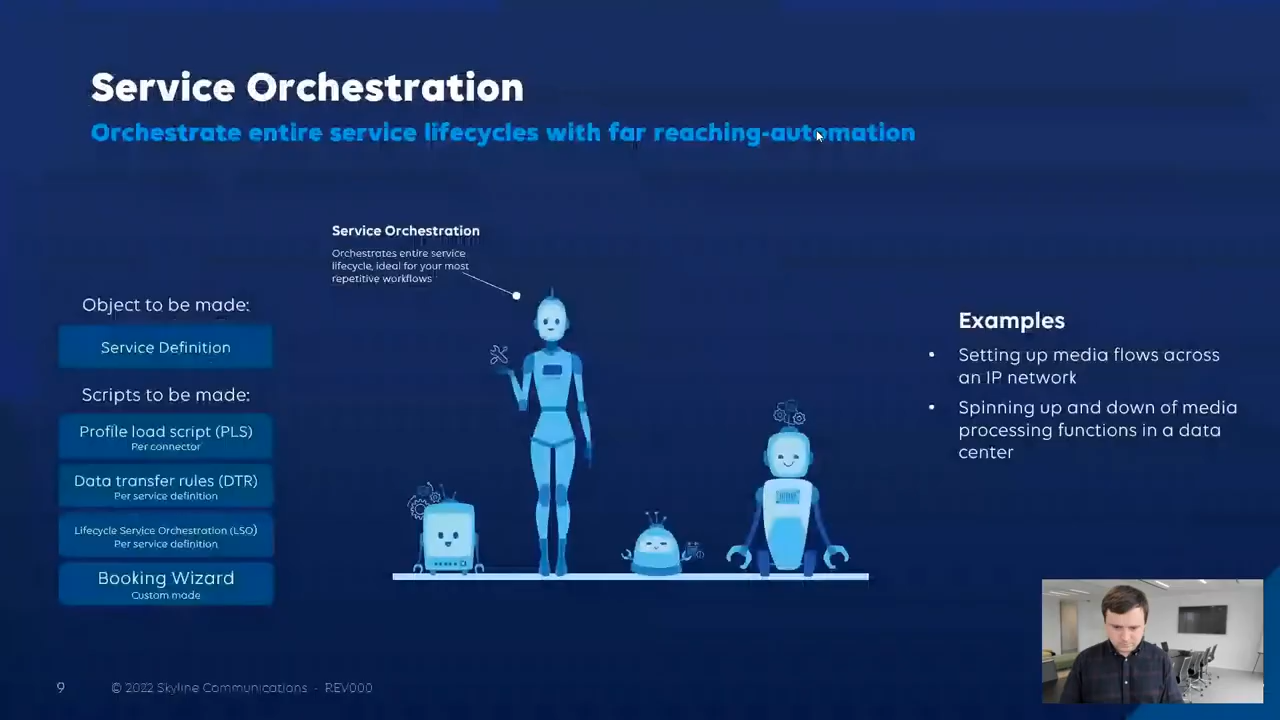 Service Orchestration
Orchestrate entire service lifecycles with far reaching-automation
Service Orchestration
Orchestrates entire service
lifecycle, ideal for your most
repetitive workflows
Object to be made:
Service Definition
Scripts to be made:
Profile load script (PLS)
Per connector
Data transfer rules (DTR)
Per service definition
Lifecycle Service Orchestration (LSO)
Per service definition
Booking Wizard
Custom made
Examples
• Setting up media flows across
an IP network
• Spinning up and down of media
processing functions in a data
center
9
© 2022 Skyline Communications - REV000